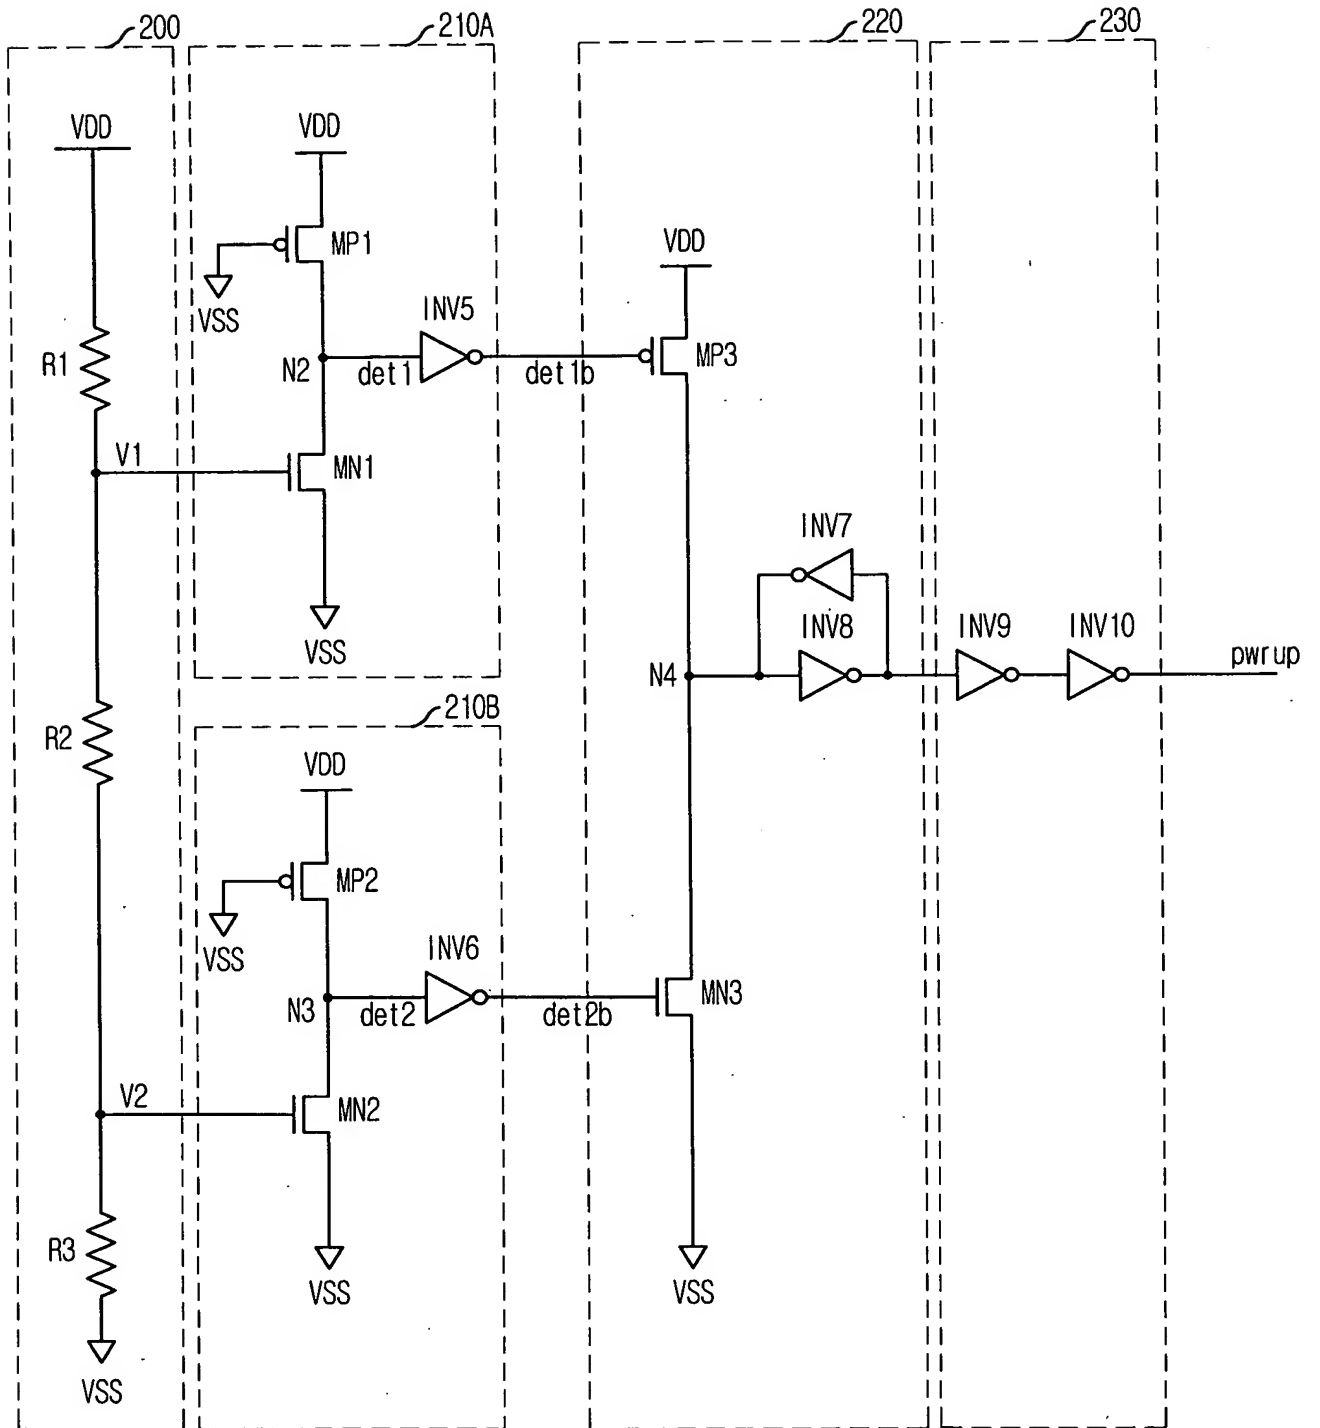 200
210A
220
230
VDD
VDD
MP1
VSS
VDD
INV5
R1
N2
det1
det1b
MP3
V1
MN1
INV7
VSS
INV8
INV9
INV10
N4
pwrup
210B
R2
VDD
MP2
VSS
INV6
N3
det2
det2b
MN3
V2
MN2
R3
VSS
VSS
VSS